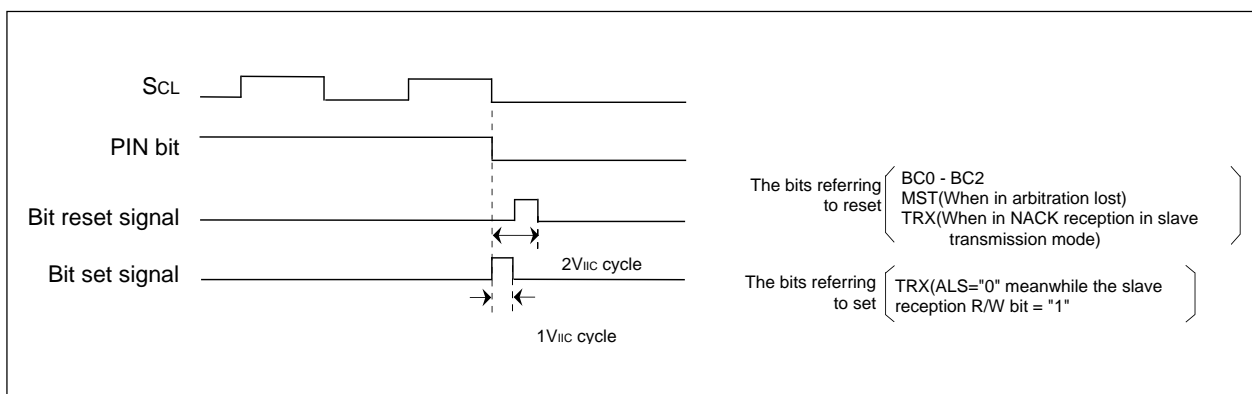 SCL
PIN bit
Bit reset signal
Bit set signal
2VIIC cycle
1VIIC cycle
The bits referring
to reset
BC0 - BC2
MST(When in arbitration lost)
TRX(When in NACK reception in slave
transmission mode)
The bits referring
to set
TRX(ALS="0" meanwhile the slave
reception R/W bit = "1"